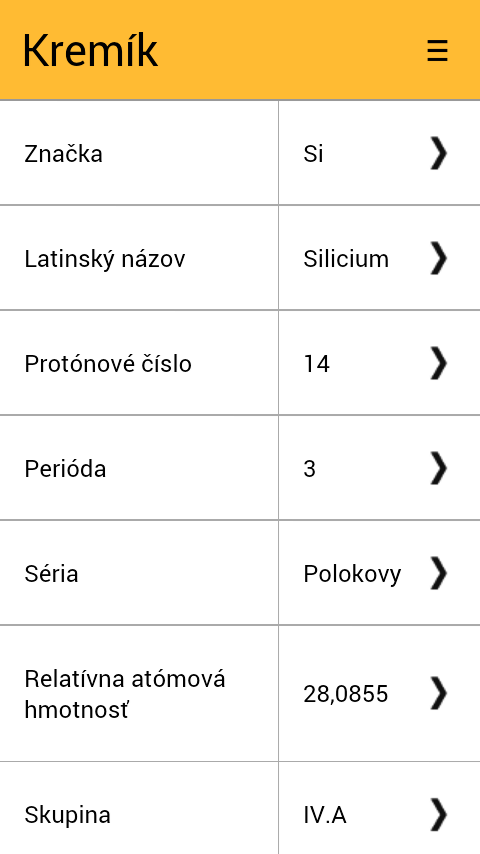 Kremík
Značka Si
Latinský názov Silicium
Protónové číslo 14
Perióda 3
Séria Polokovy
Relatívna atómová
hmotnosť 28,0855
Skupina IV.A